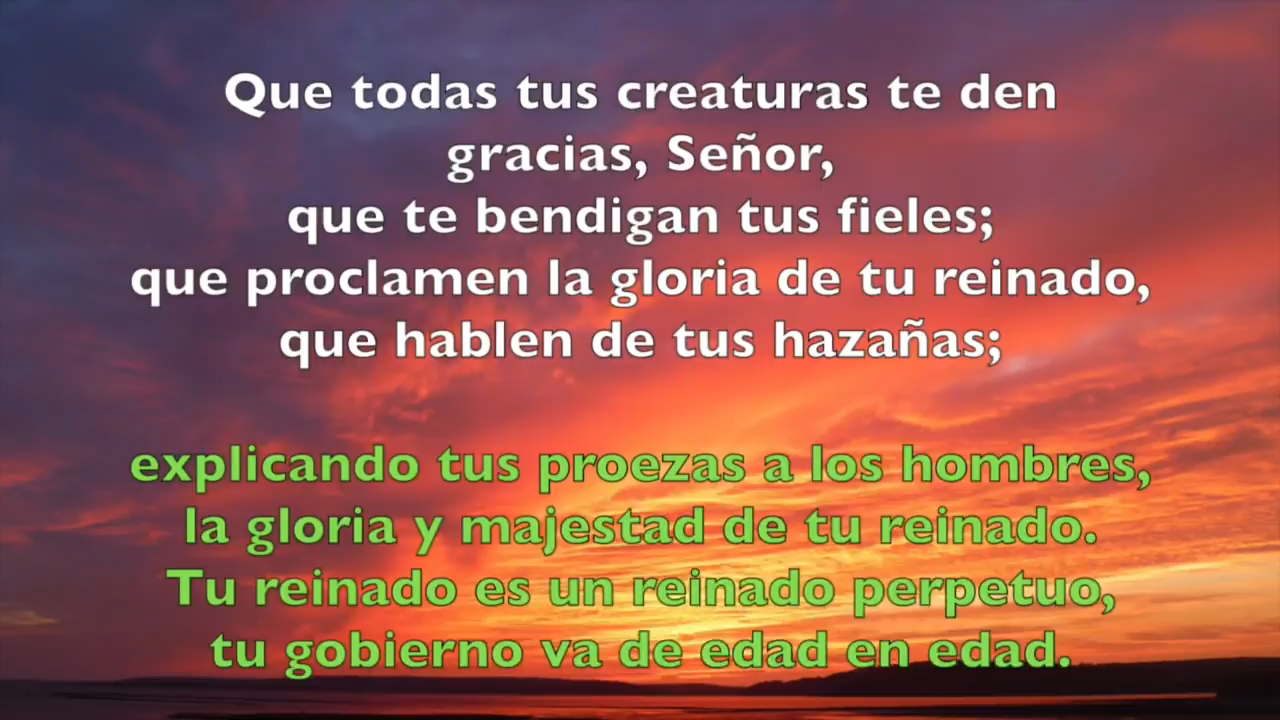 Que todas tus creaturas te den
gracias, Señor,
que te bendigan tus fieles;
que proclamen la gloria de tu reinado,
que hablen de tus hazañas;
explicando tus proezas a los hombres,
la gloria y majestad de tu reinado.
Tu reinado es un reinado perpetuo,
tu gobierno va de edad en edad.